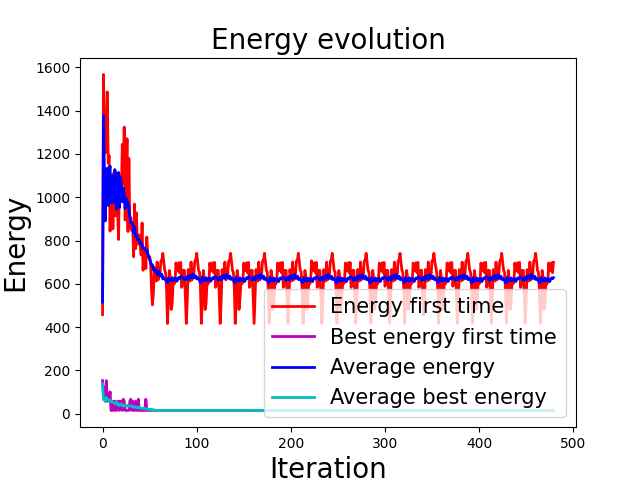 Energy evolution
1600
1400
1200
1000
800
600
400
200
0
Energy
Energy first time
Best energy first time
Average energy
Average best energy
0 100 200 300 400 500
Iteration